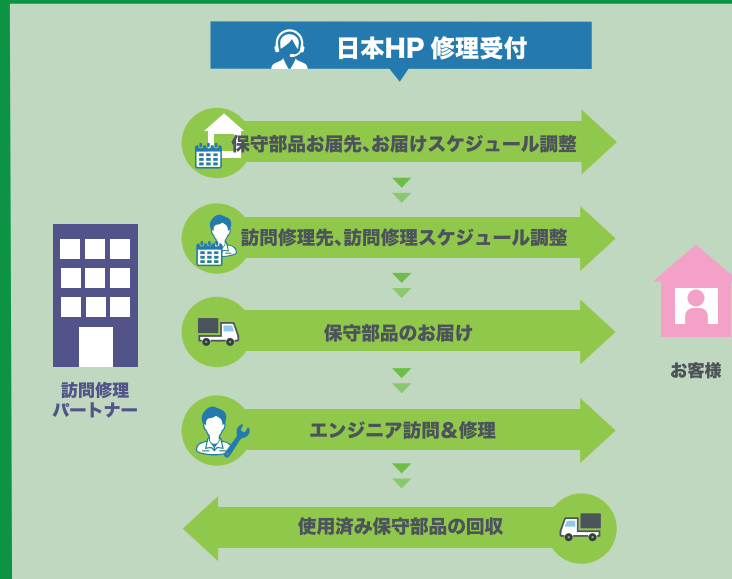 日本HP 修理受付
保守部品お届先、お届けスケジュール調整
訪問修理先、訪問修理スケジュール調整
保守部品のお届け
エンジニア訪問&修理
使用済み保守部品の回収
訪問修理
パートナー
お客様